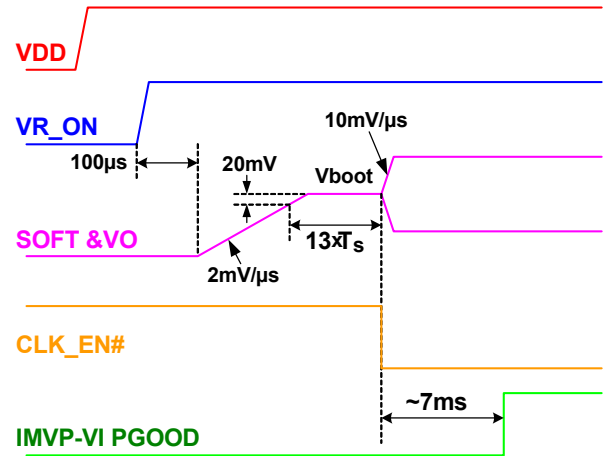 VDD
VR_ON
10mV/µs
100µs
20mV
Vboot
SOFT &VO
13xTs
2mV/µs
CLK_EN#
~7ms
IMVP-VI PGOOD